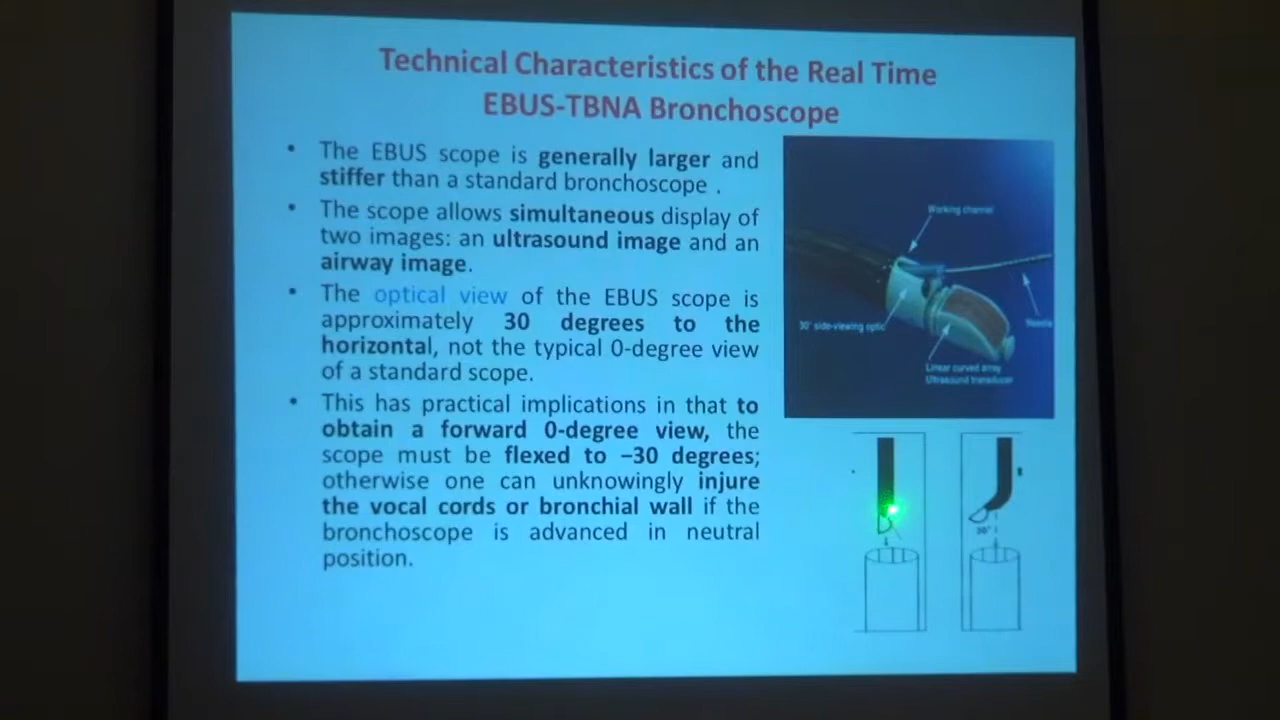 Technical Characteristics of the Real Time
EBUS-TBNA Bronchoscope
• The EBUS scope is generally larger and
stiffer than a standard bronchoscope .
• The scope allows simultaneous display of
two images: an ultrasound image and an
airway image.
• The optical view of the EBUS scope is
approximately 30 degrees to the
horizontal, not the typical 0-degree view
of a standard scope.
• This has practical implications in that to
obtain a forward 0-degree view, the
scope must be flexed to –30 degrees;
otherwise one can unknowingly injure
the vocal cords or bronchial wall if the
bronchoscope is advanced in neutral
position.
Working channel
30° side-viewing optic
Needle
Linear curved array
Ultrasound transducer
30°